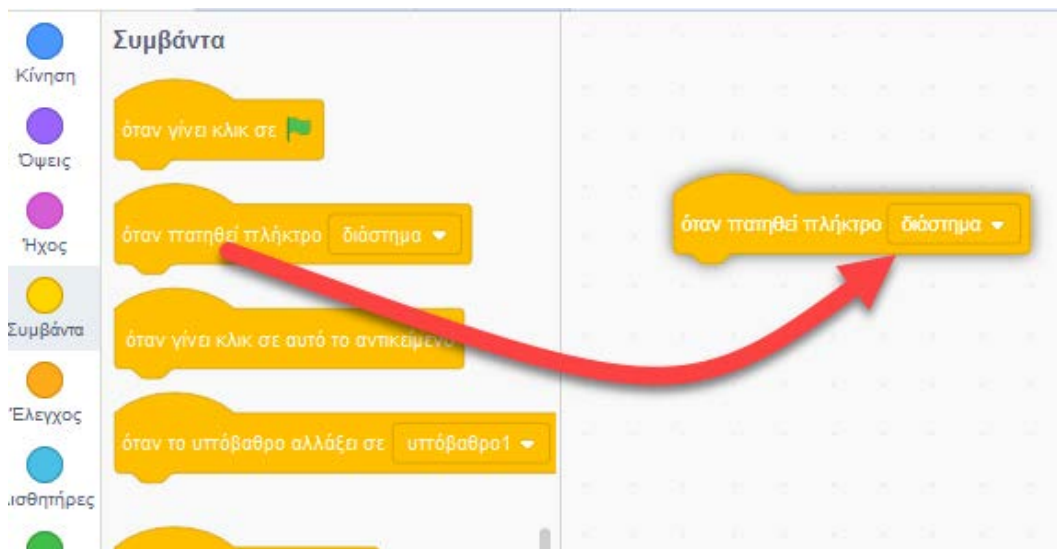 Συμβάντα
Κίνηση
Όψεις
Ήχος
Συμβάντα
Έλεγχος
ισθητήρες
όταν γίνει κλικ σε
όταν πατηθεί πλήκτρο διάστημα
όταν γίνει κλικ σε αυτό το αντικείμενο
όταν το υπόβαθρο αλλάξει σε υπόβαθρο1
όταν πατηθεί πλήκτρο διάστημα